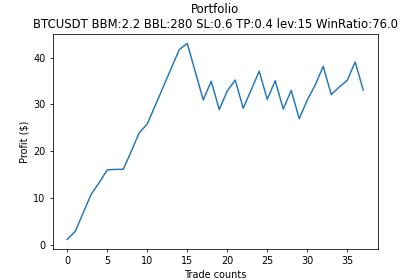 Portfolio
BTCUSDT BBM:2.2 BBL:280 SL:0.6 TP:0.4 lev:15 WinRatio:76.0
Profit ($)
40
30
20
10
0
0 5 10 15 20 25 30 35
Trade counts